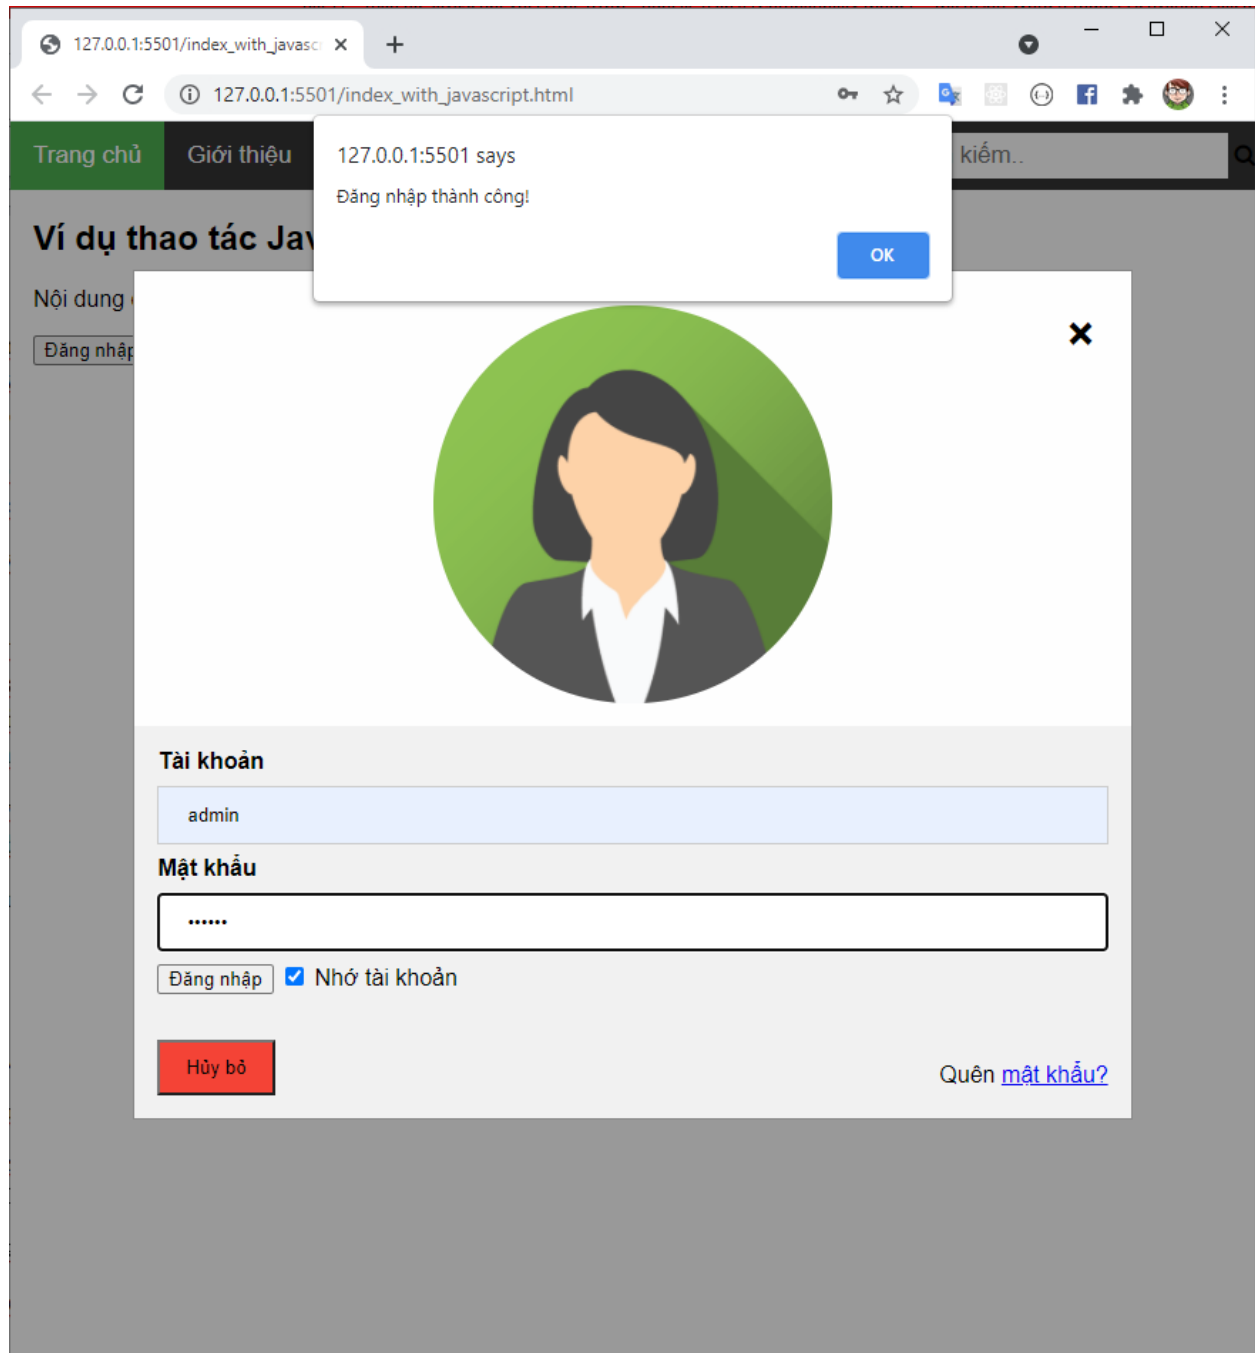 127.0.0.1:5501/index_with_javasc
127.0.0.1:5501/index_with_javascript.html
Trang chủ Giới thiệu kiếm..
127.0.0.1:5501 says
Đăng nhập thành công!
OK
Ví dụ thao tác Jav
Nội dung
Đăng nhập
Tài khoản
admin
Mật khẩu
••••••
Đăng nhập Nhớ tài khoản
Hủy bỏ
Quên mật khẩu?